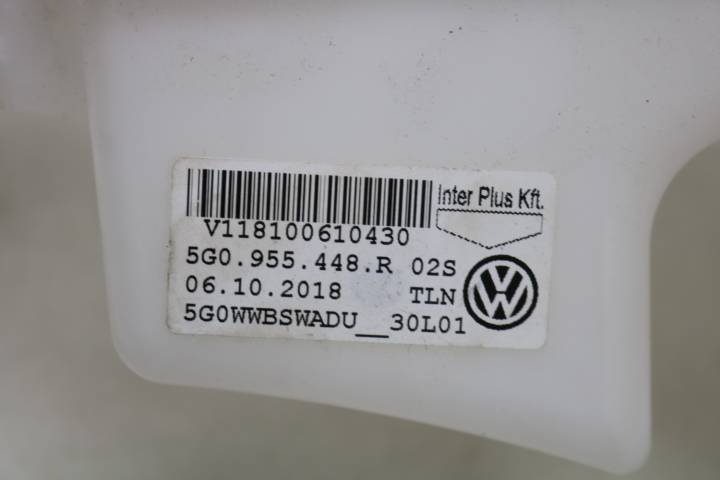 Inter Plus Kft.
V118100610430
5G0.955.448.R 02S
06.10.2018 TLN
5G0WWBSWADU__30L01